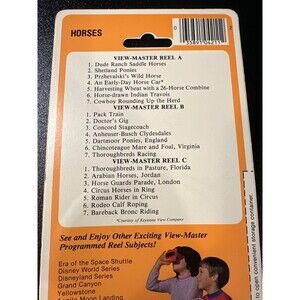 HORSES
VIEW-MASTER REEL A
1. Dude Ranch Saddle Horses
2. Shetland Ponies
3. Przhevalski's Wild Horse
4. An Early-Day Horse Car*
5. Harvesting Wheat with a 26-Horse Combine
6. Horse-drawn Indian Travois
7. Cowboy Rounding Up the Herd
VIEW-MASTER REEL B
1. Pack Train
2. Doctor's Gig
3. Concord Stagecoach
4. Anheuser-Busch Clydesdales
5. Dartmoor Ponies, England
6. Chincoteague Mare and Foal, Virginia
7. Thoroughbreds Racing
VIEW-MASTER REEL C
1. Thoroughbreds in Pasture, Florida
2. Arabian Horses, Jordan
3. Horse Guards Parade, London
4. Circus Horses in Ring
5. Roman Rider in Circus
6. Rodeo Calf Roping
7. Bareback Bronc Riding
*Courtesy of Keystone View Company
See and Enjoy Other Exciting View-Master
Programmed Reel Subjects!
Era of the Space Shuttle
Disney World Series
Disneyland Series
Grand Canyon
Yellowstone
Moon Landing
open convenient storage container